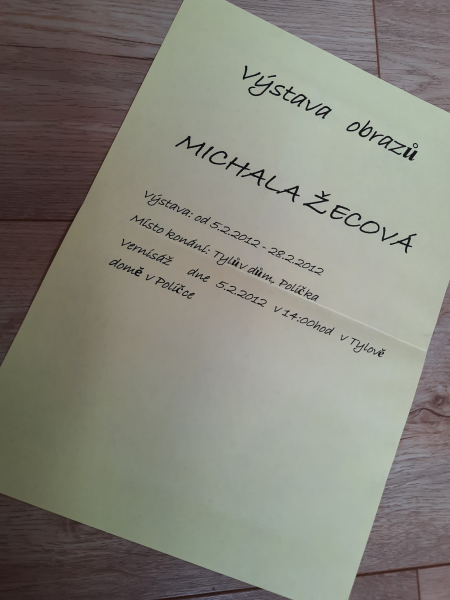 výstava obrazů
MICHALA ŽECOVÁ
Výstava: od 5.2.2012 - 28.2.2012
Místo konání: Tylův dům, Polička
Vernisáž dne 5.2.2012 v 14:00hod v Tylově
domě v Políčce